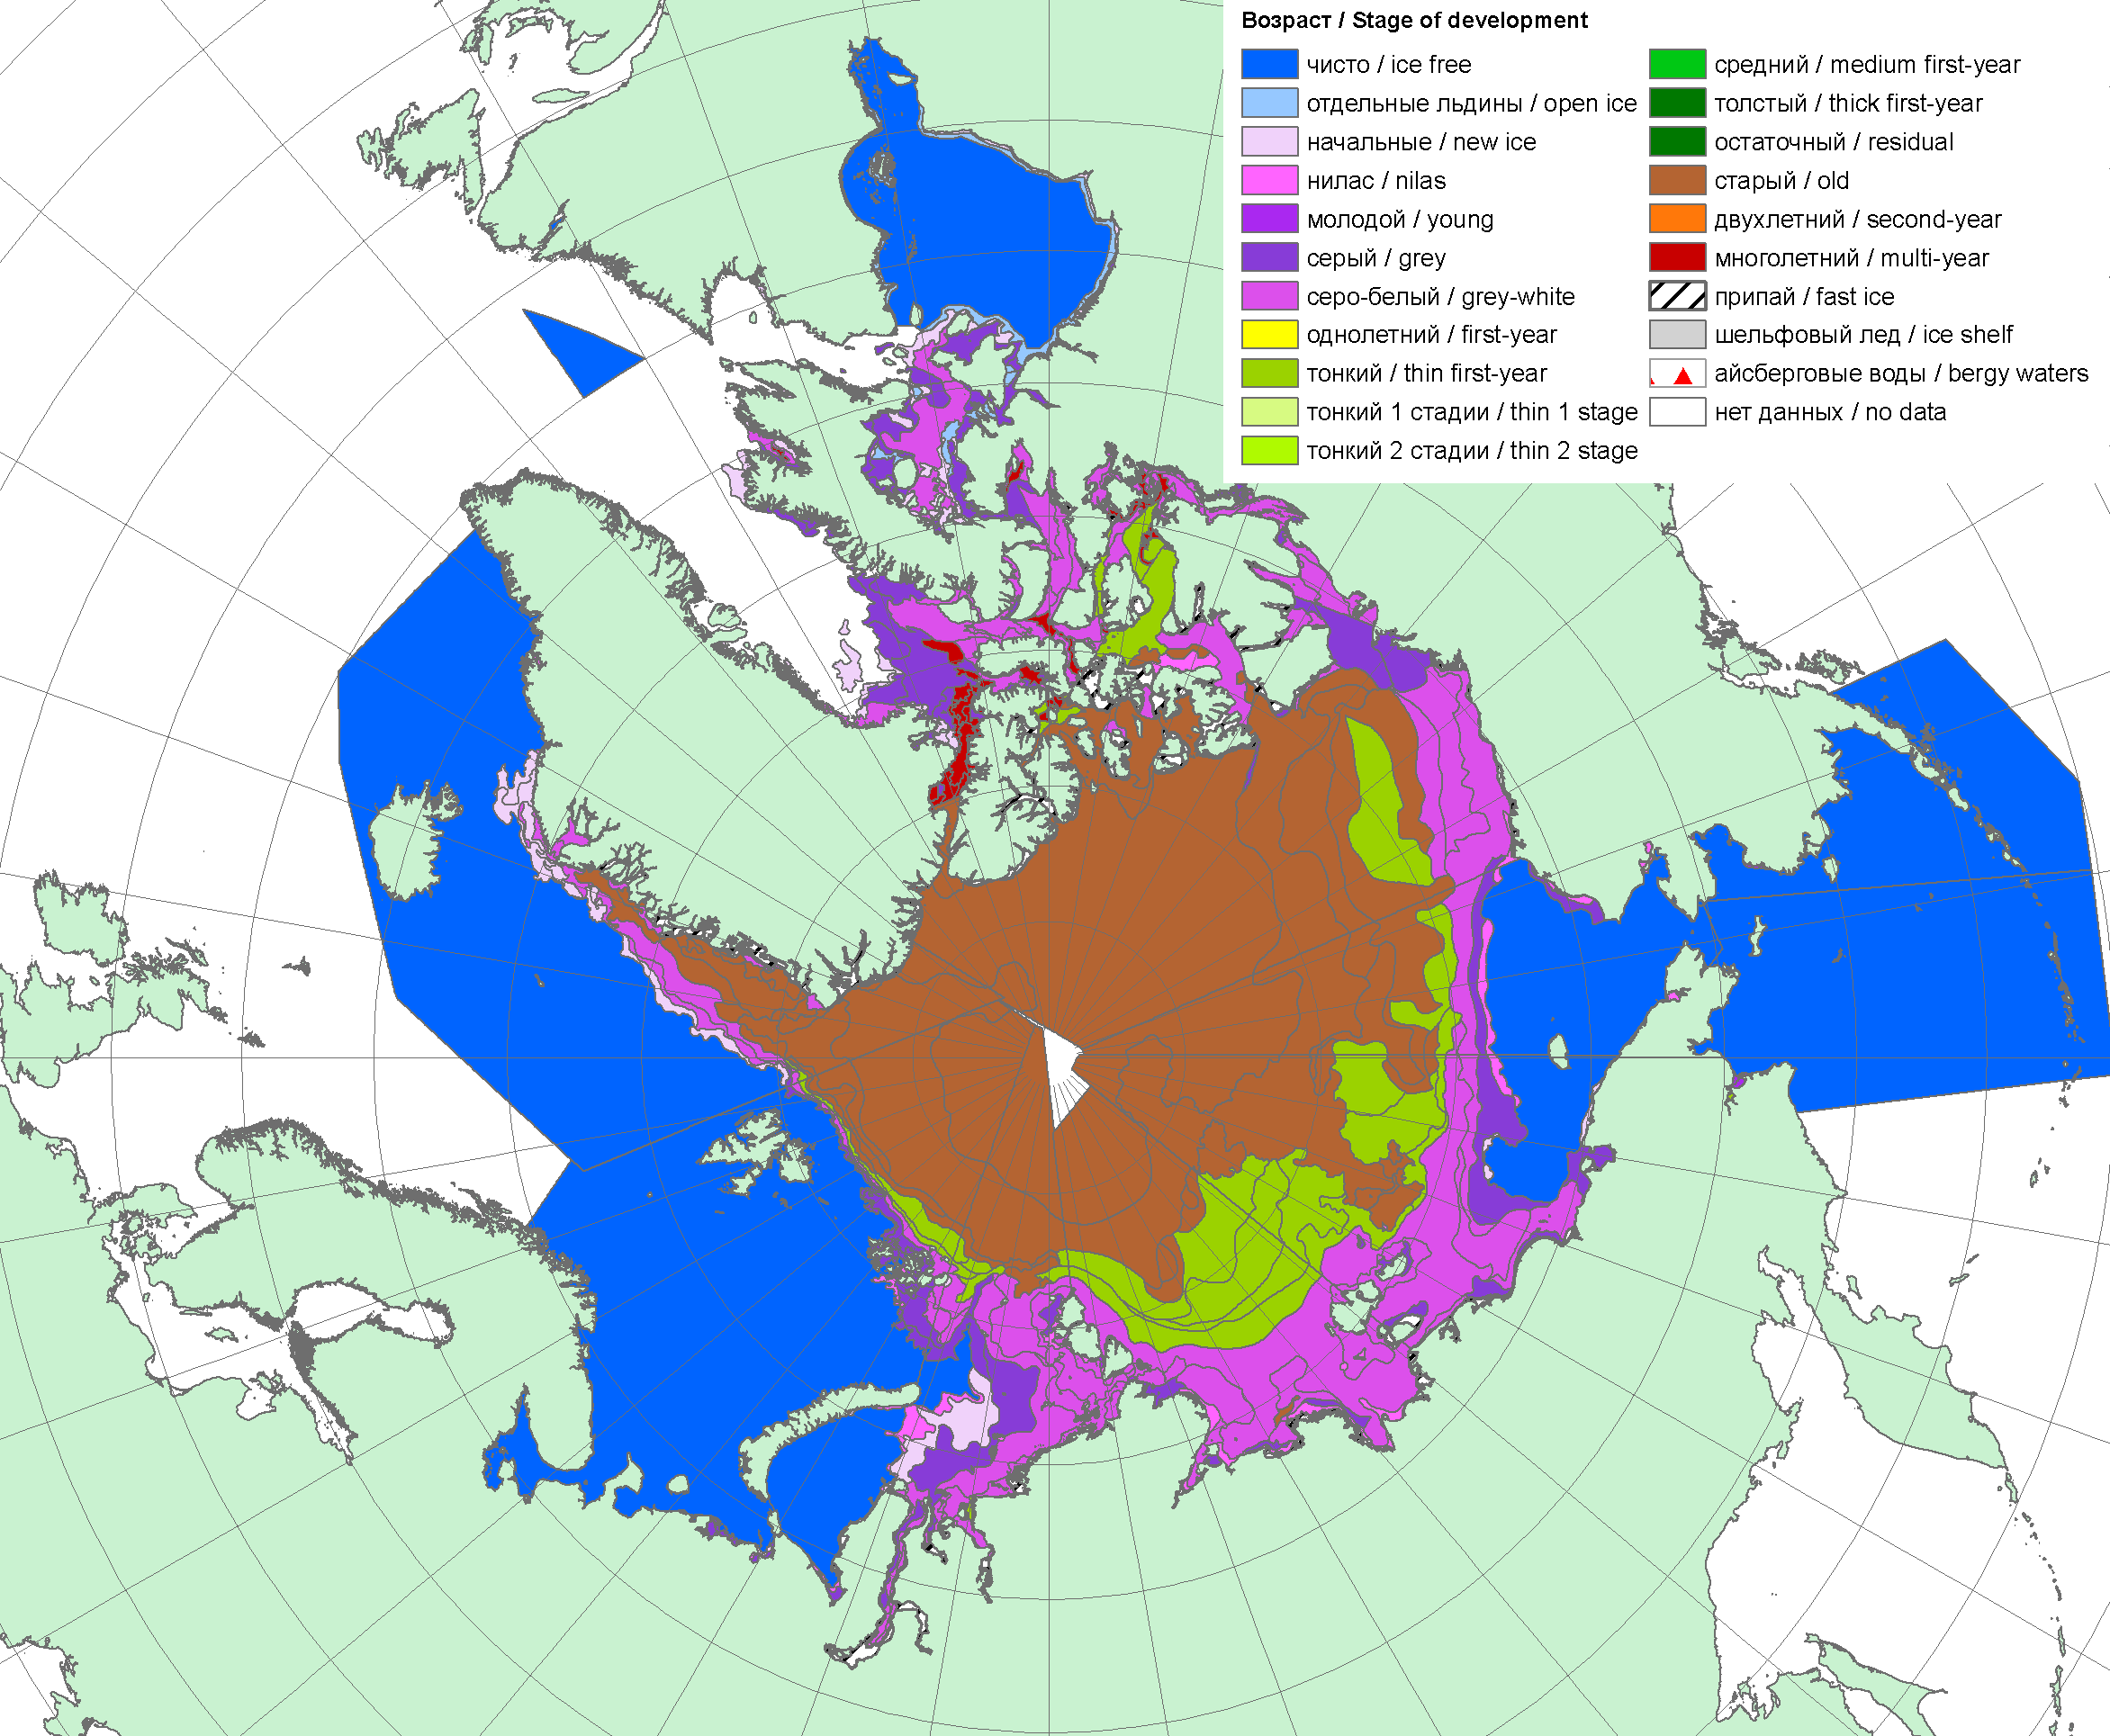 Возраст / Stage of development
чисто / ice free
отдельные льдины / open ice
начальные / new ice
нилас / nilas
молодой / young
серый / grey
серо-белый / grey-white
однолетний / first-year
тонкий / thin first-year
тонкий 1 стадии / thin 1 stage
тонкий 2 стадии / thin 2 stage
средний / medium first-year
толстый / thick first-year
остаточный / residual
старый / old
двухлетний / second-year
многолетний / multi-year
припай / fast ice
шельфовый лед / ice shelf
айсберговые воды / bergy waters
нет данных / no data